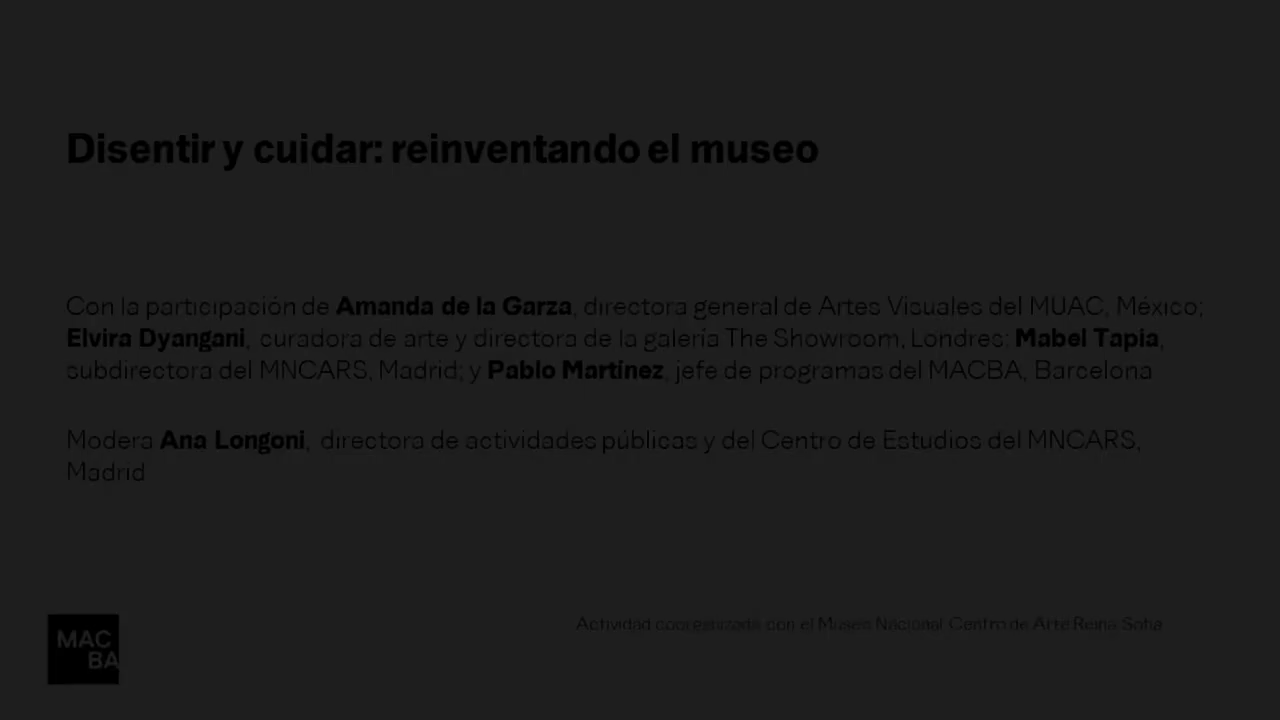 Disentir y cuidar: reinventando el museo
Con la participación de Amanda de la Garza, directora general de Artes Visuales del MUAC, México;
Elvira Dyangani, curadora de arte y directora de la galería The Showroom, Londres; Mabel Tapia,
subdirectora del MNCARS, Madrid; y Pablo Martínez, jefe de programas del MACBA, Barcelona
Modera Ana Longoni, directora de actividades públicas y del Centro de Estudios del MNCARS,
Madrid
Actividad coorganizada con el Museo Nacional Centro de Arte Reina Sofía
MAC
BA